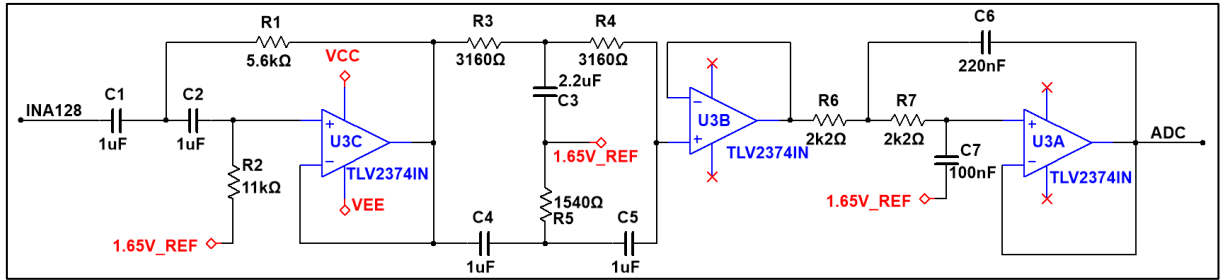 R1
5.6kΩ
R3
3160Ω
R4
3160Ω
C6
220nF
VCC
2.2uF
C3
INA128
C1
1uF
C2
1uF
+
−
U3C
TLV2374IN
R2
11kΩ
VEE
1.65V_REF
1.65V_REF
1540Ω
R5
C4
1uF
C5
1uF
−
+
U3B
TLV2374IN
R6
2k2Ω
R7
2k2Ω
C7
100nF
1.65V_REF
+
−
U3A
TLV2374IN
ADC